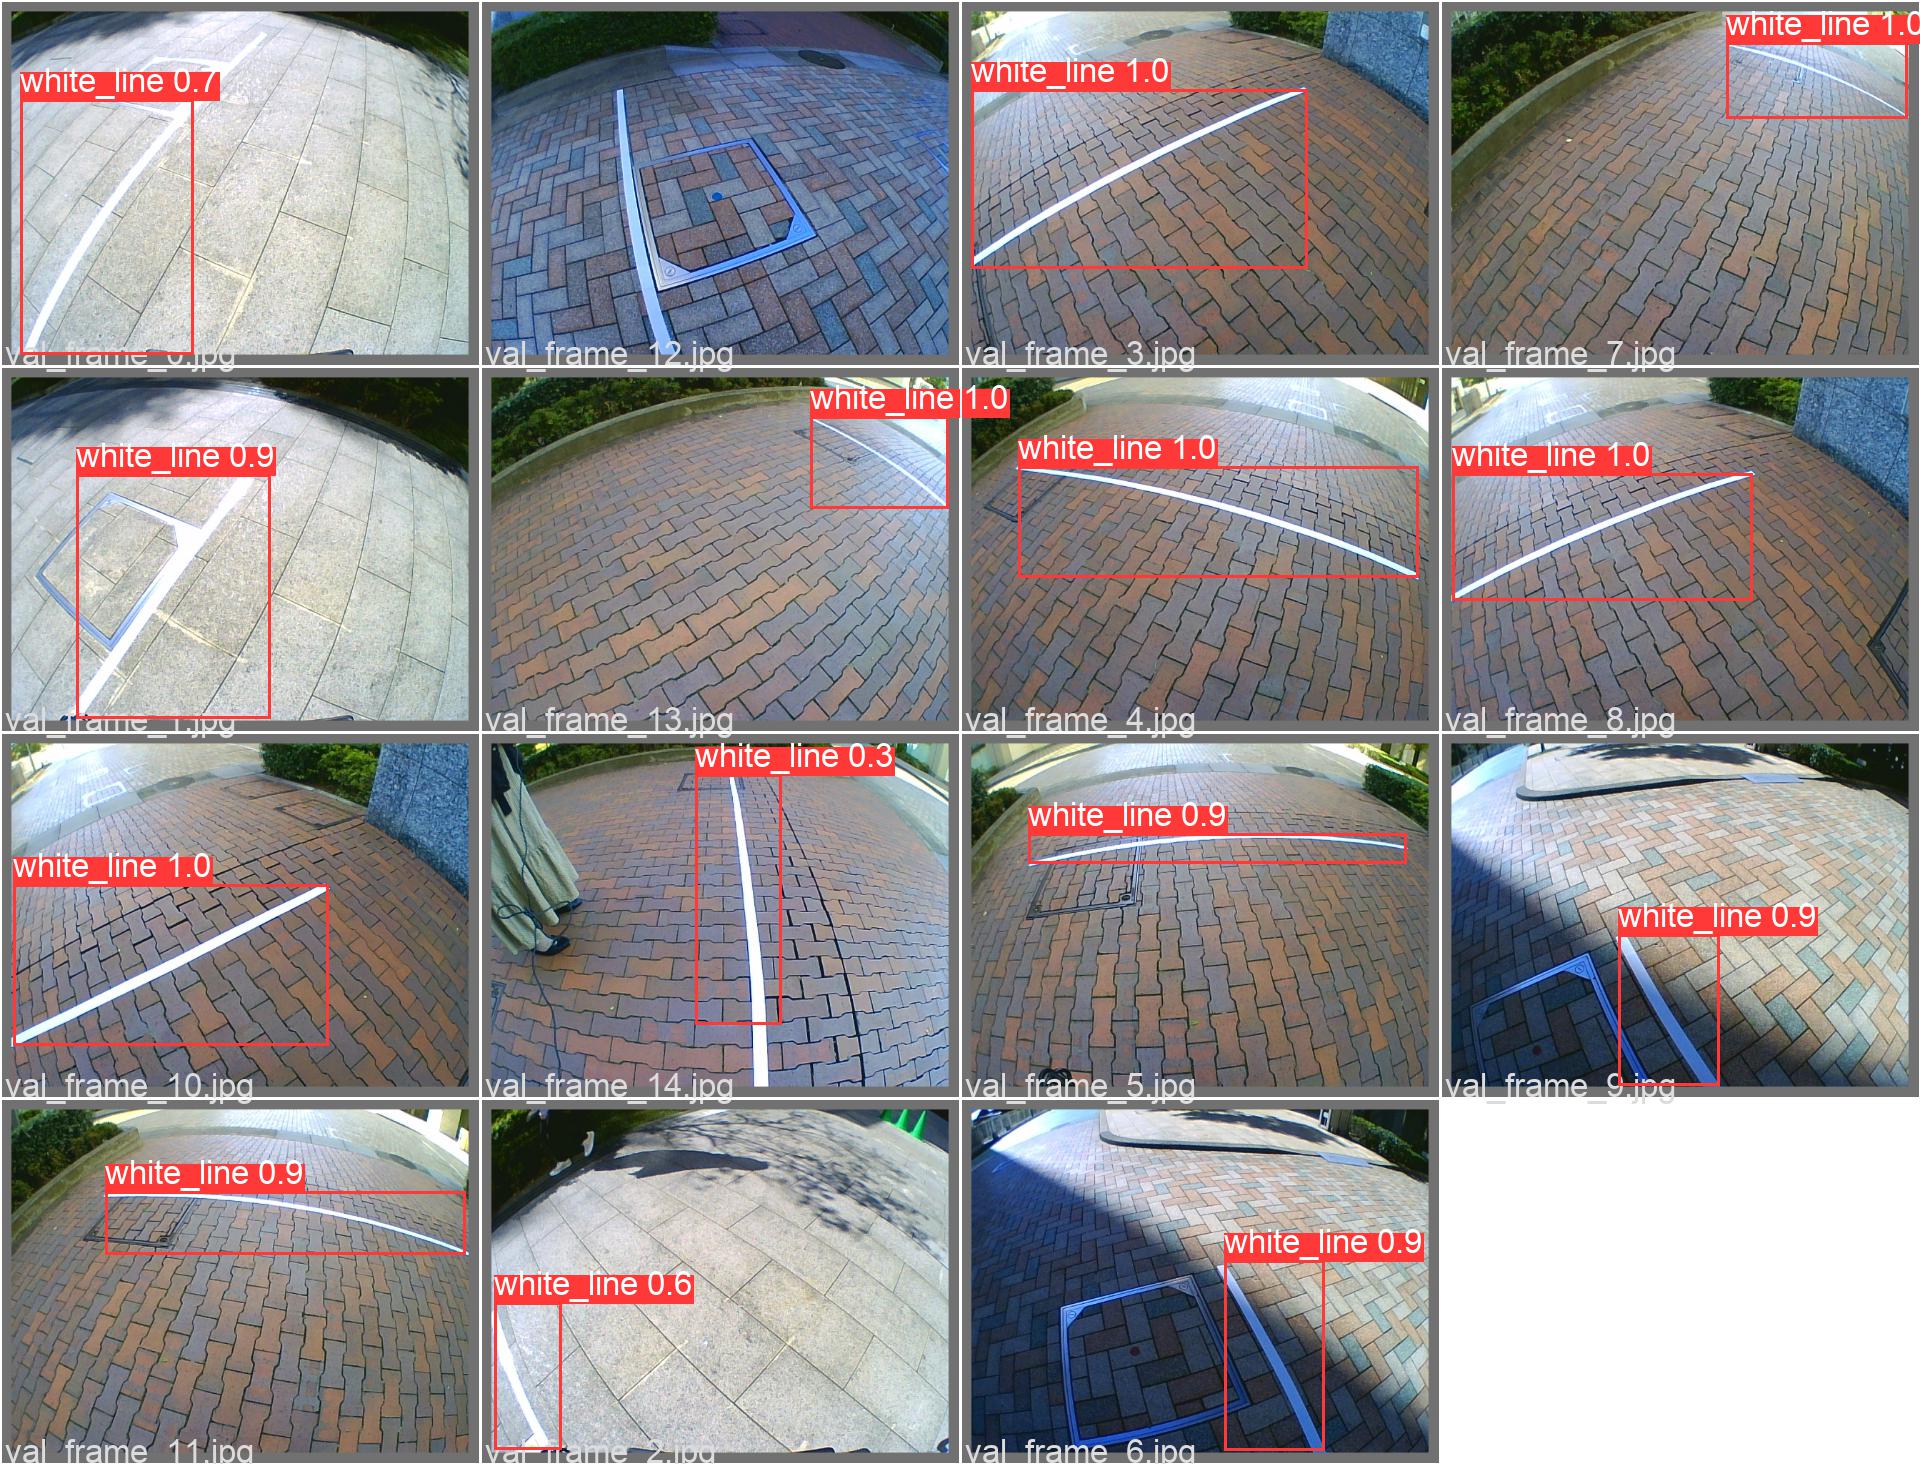 white_line 0.7
val_frame_0.jpg
val_frame_12.jpg
white_line 1.0
val_frame_3.jpg
white_line 1.0
val_frame_7.jpg
white_line 0.9
val_frame_1.jpg
white_line 1.0
val_frame_13.jpg
white_line 1.0
val_frame_4.jpg
white_line 1.0
val_frame_8.jpg
white_line 1.0
val_frame_10.jpg
white_line 0.3
val_frame_14.jpg
white_line 0.9
val_frame_5.jpg
white_line 0.9
val_frame_9.jpg
white_line 0.9
val_frame_11.jpg
white_line 0.6
val_frame_2.jpg
white_line 0.9
val_frame_6.jpg